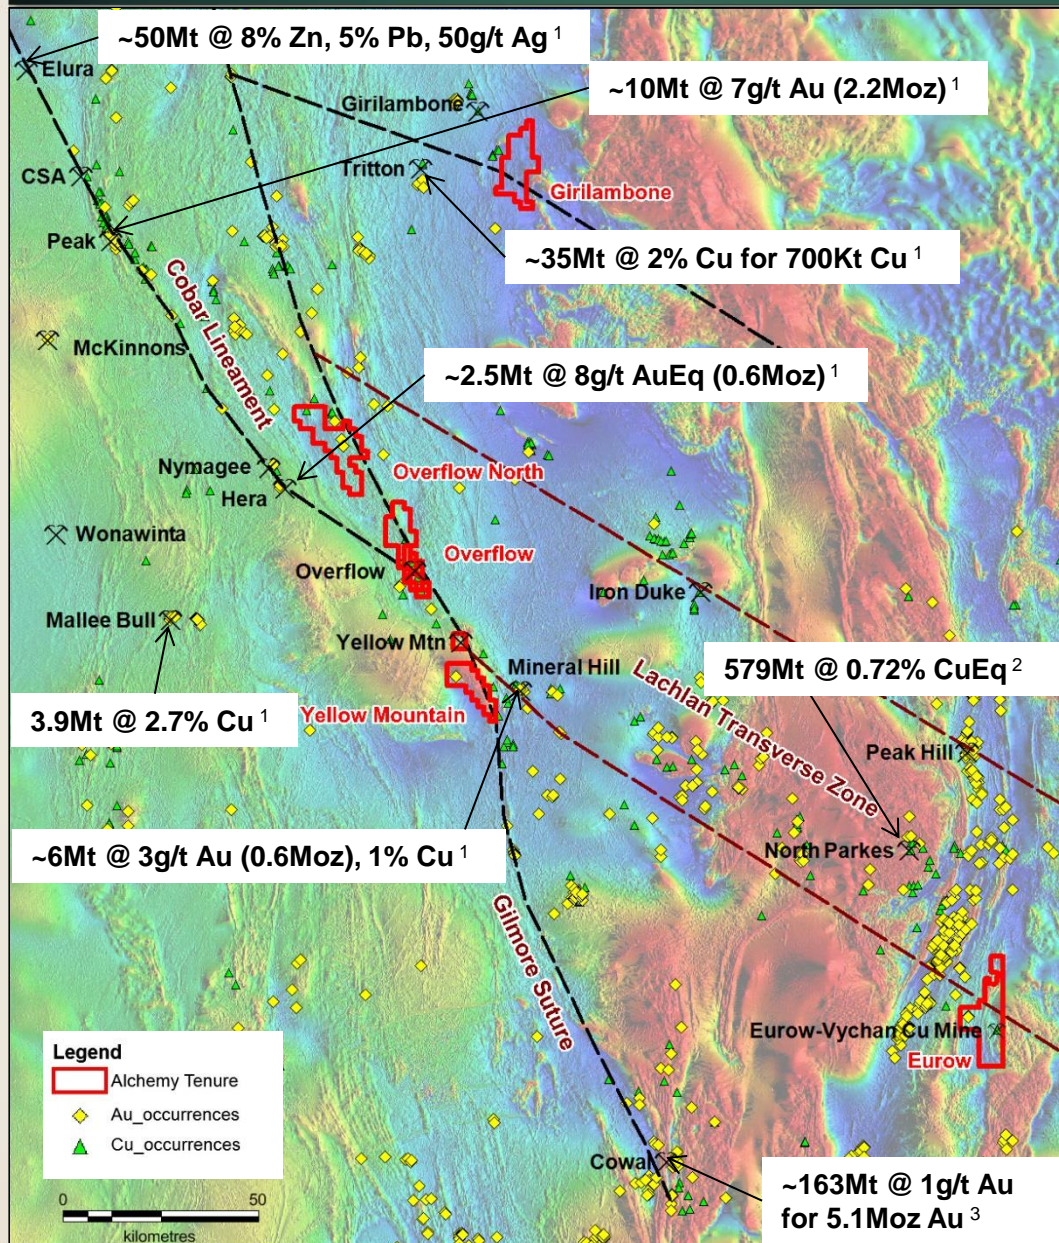 ~50Mt @ 8% Zn, 5% Pb, 50g/t Ag 1
Elura
~10Mt @ 7g/t Au (2.2Moz) 1
Girilambone
CSA
Tritton
Girilambone
Peak
~35Mt @ 2% Cu for 700Kt Cu 1
Cobar Lineament
McKinnons
~2.5Mt @ 8g/t AuEq (0.6Moz) 1
Nymagee
Overflow North
Hera
Wonawinta
Overflow
Overflow
Iron Duke
Mallee Bull
Yellow Mtn
Mineral Hill
579Mt @ 0.72% CuEq 2
3.9Mt @ 2.7% Cu 1
Yellow Mountain
Lachlan Transverse Zone
Peak Hill
~6Mt @ 3g/t Au (0.6Moz), 1% Cu 1
North Parkes
Gilmore Suture
Eurow-Vychan Cu Mine
Eurow
Legend
Alchemy Tenure
Au_occurrences
Cu_occurrences
Cowal
~163Mt @ 1g/t Au
for 5.1Moz Au 3
0 50
kilometres